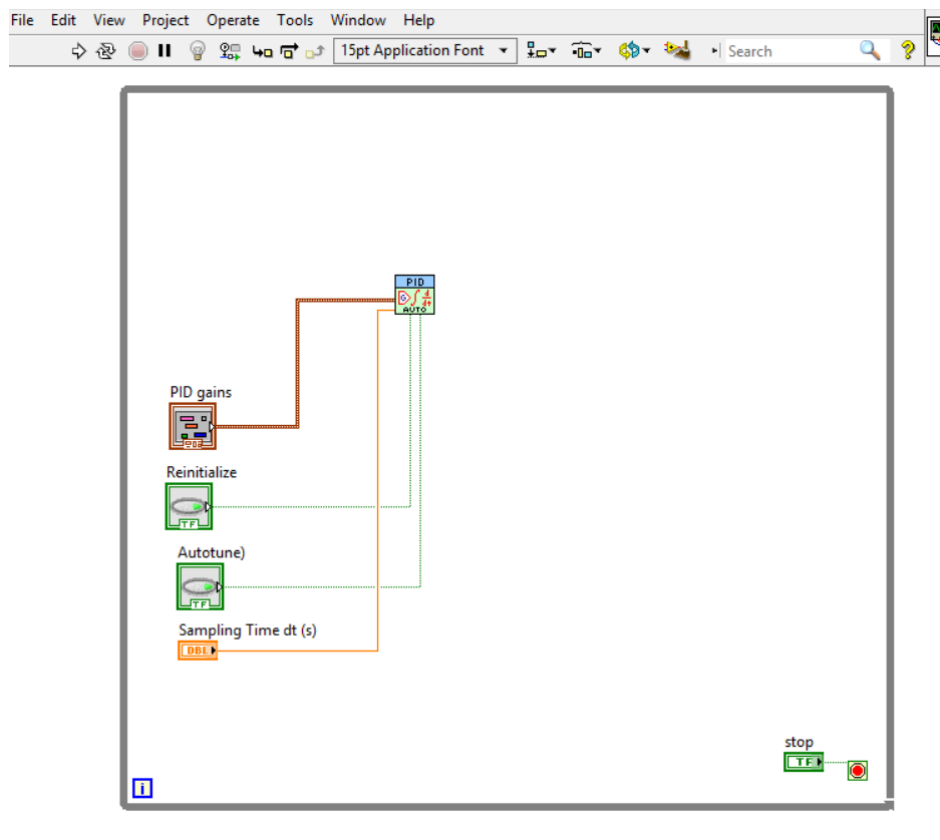 File Edit View Project Operate Tools Window Help
15pt Application Font Search
PID
AUTO
PID gains
Reinitialize
TF
Autotune)
TF
Sampling Time dt (s)
DBL
stop
TF
i